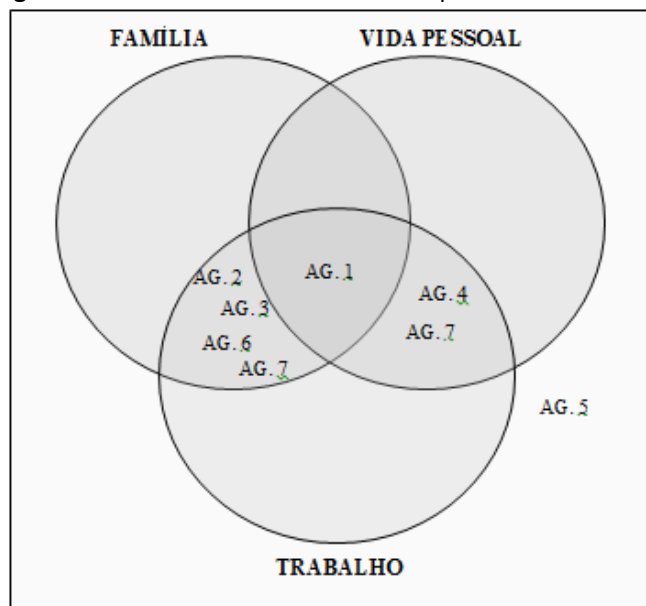 FAMÍLIA
VIDA PESSOAL
AG. 1
AG. 2
AG. 3
AG. 6
AG. 7
AG. 4
AG. 7
AG. 5
TRABALHO